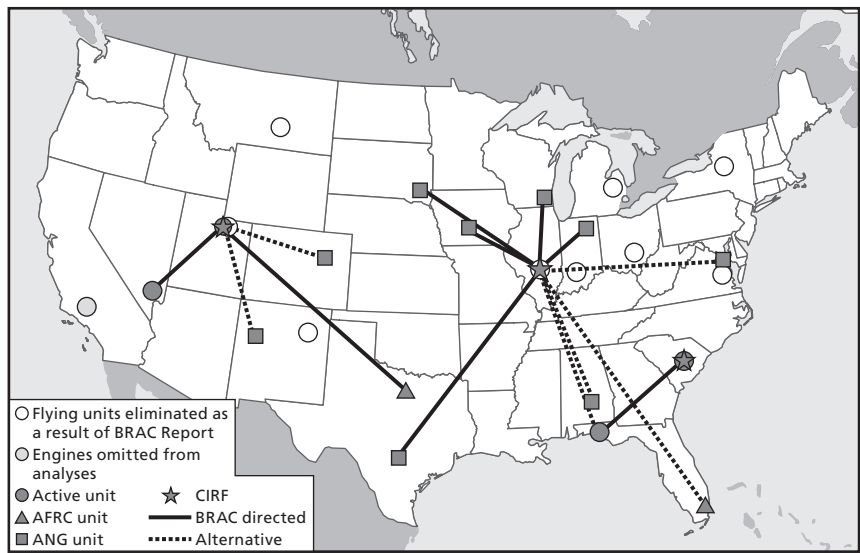 Flying units eliminated as
a result of BRAC Report
Engines omitted from
analyses
Active unit
AFRC unit
ANG unit
CIRF
BRAC directed
Alternative